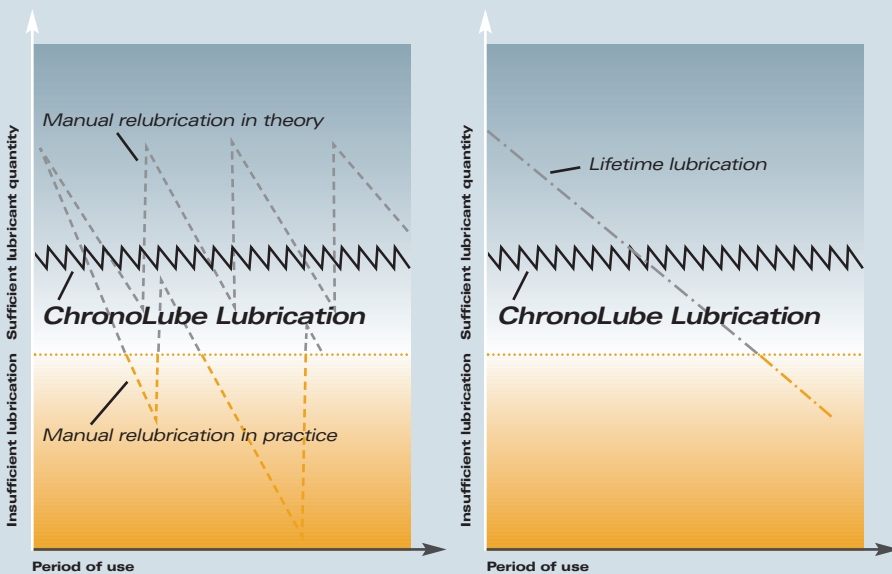 Manual relubrication in theory
ChronoLube Lubrication
Manual relubrication in practice
Insufficient lubrication Sufficient lubricant quantity
Period of use
Lifetime lubrication
ChronoLube Lubrication
Insufficient lubrication Sufficient lubricant quantity
Period of use